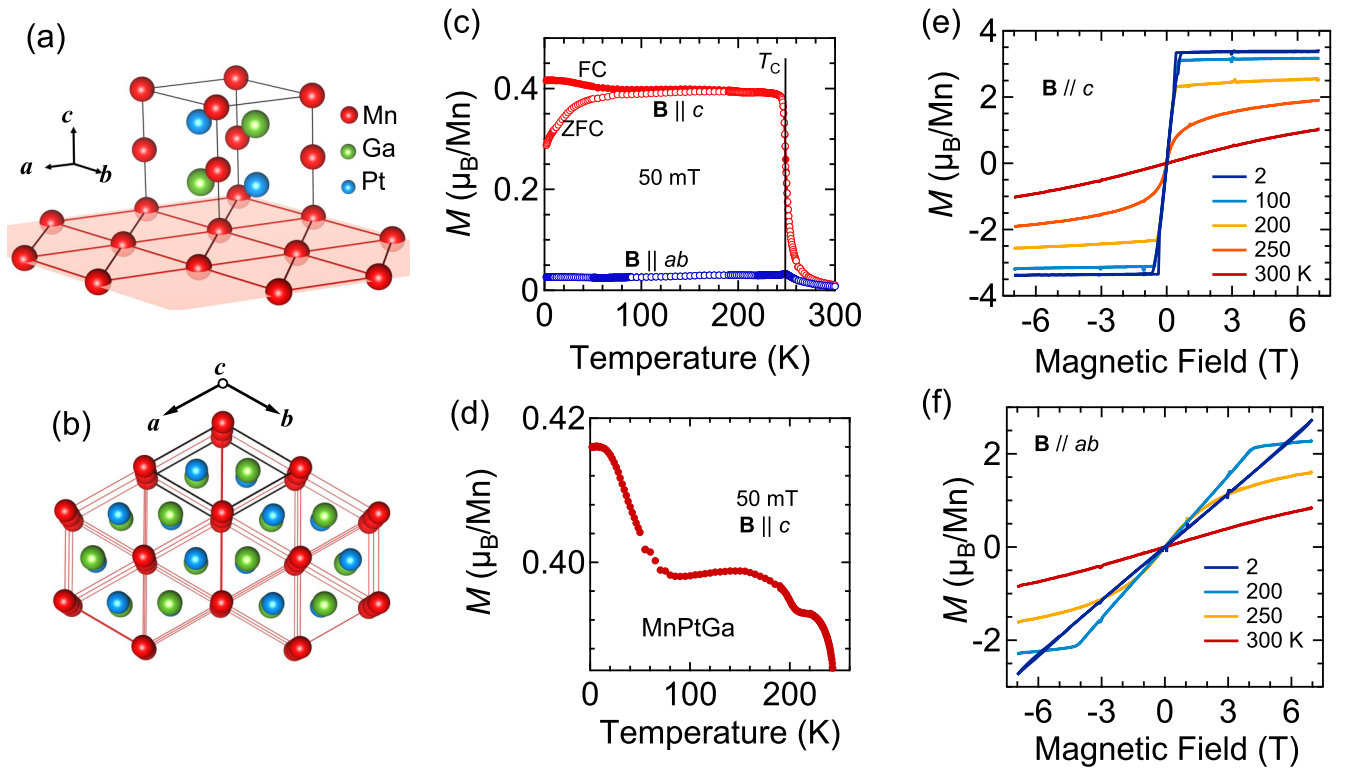 (a)
c
a
b
Mn
Ga
Pt
(b)
c
a
b
(c)
M (μB/Mn)
0.4
0.2
0
FC
ZFC
TC
B || c
50 mT
B || ab
0 100 200 300
Temperature (K)
(d)
M (μB/Mn)
0.42
0.40
50 mT
B || c
MnPtGa
0 100 200
Temperature (K)
(e)
M (μB/Mn)
4
2
0
-2
-4
B // c
2
100
200
250
300 K
-6 -3 0 3 6
Magnetic Field (T)
(f)
M (μB/Mn)
2
0
-2
B // ab
2
200
250
300 K
-6 -3 0 3 6
Magnetic Field (T)